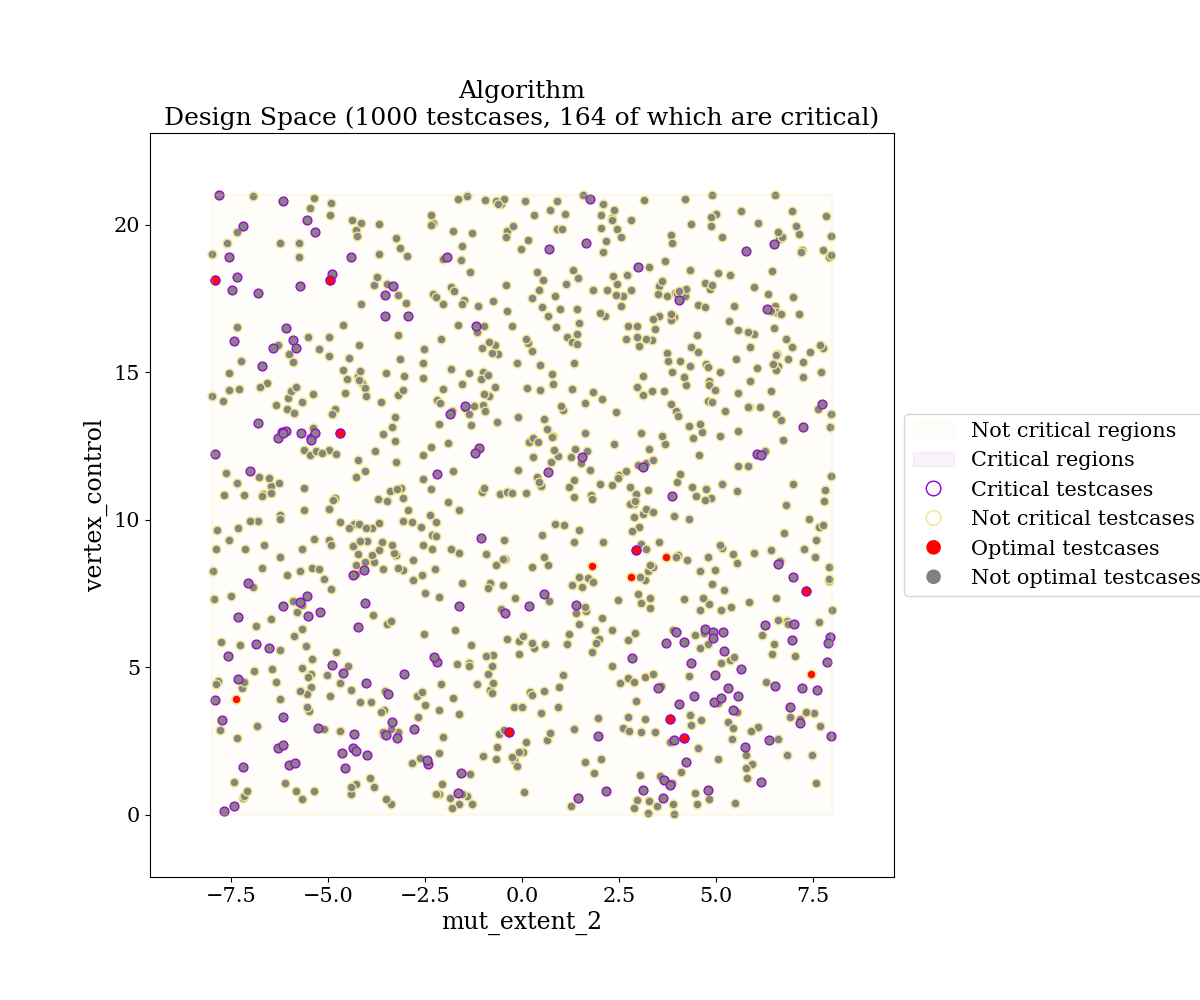 Algorithm
Design Space (1000 testcases, 164 of which are critical)
20
15
10
5
0
vertex_control
−7.5 −5.0 −2.5 0.0 2.5 5.0 7.5
mut_extent_2
Not critical regions
Critical regions
Critical testcases
Not critical testcases
Optimal testcases
Not optimal testcases